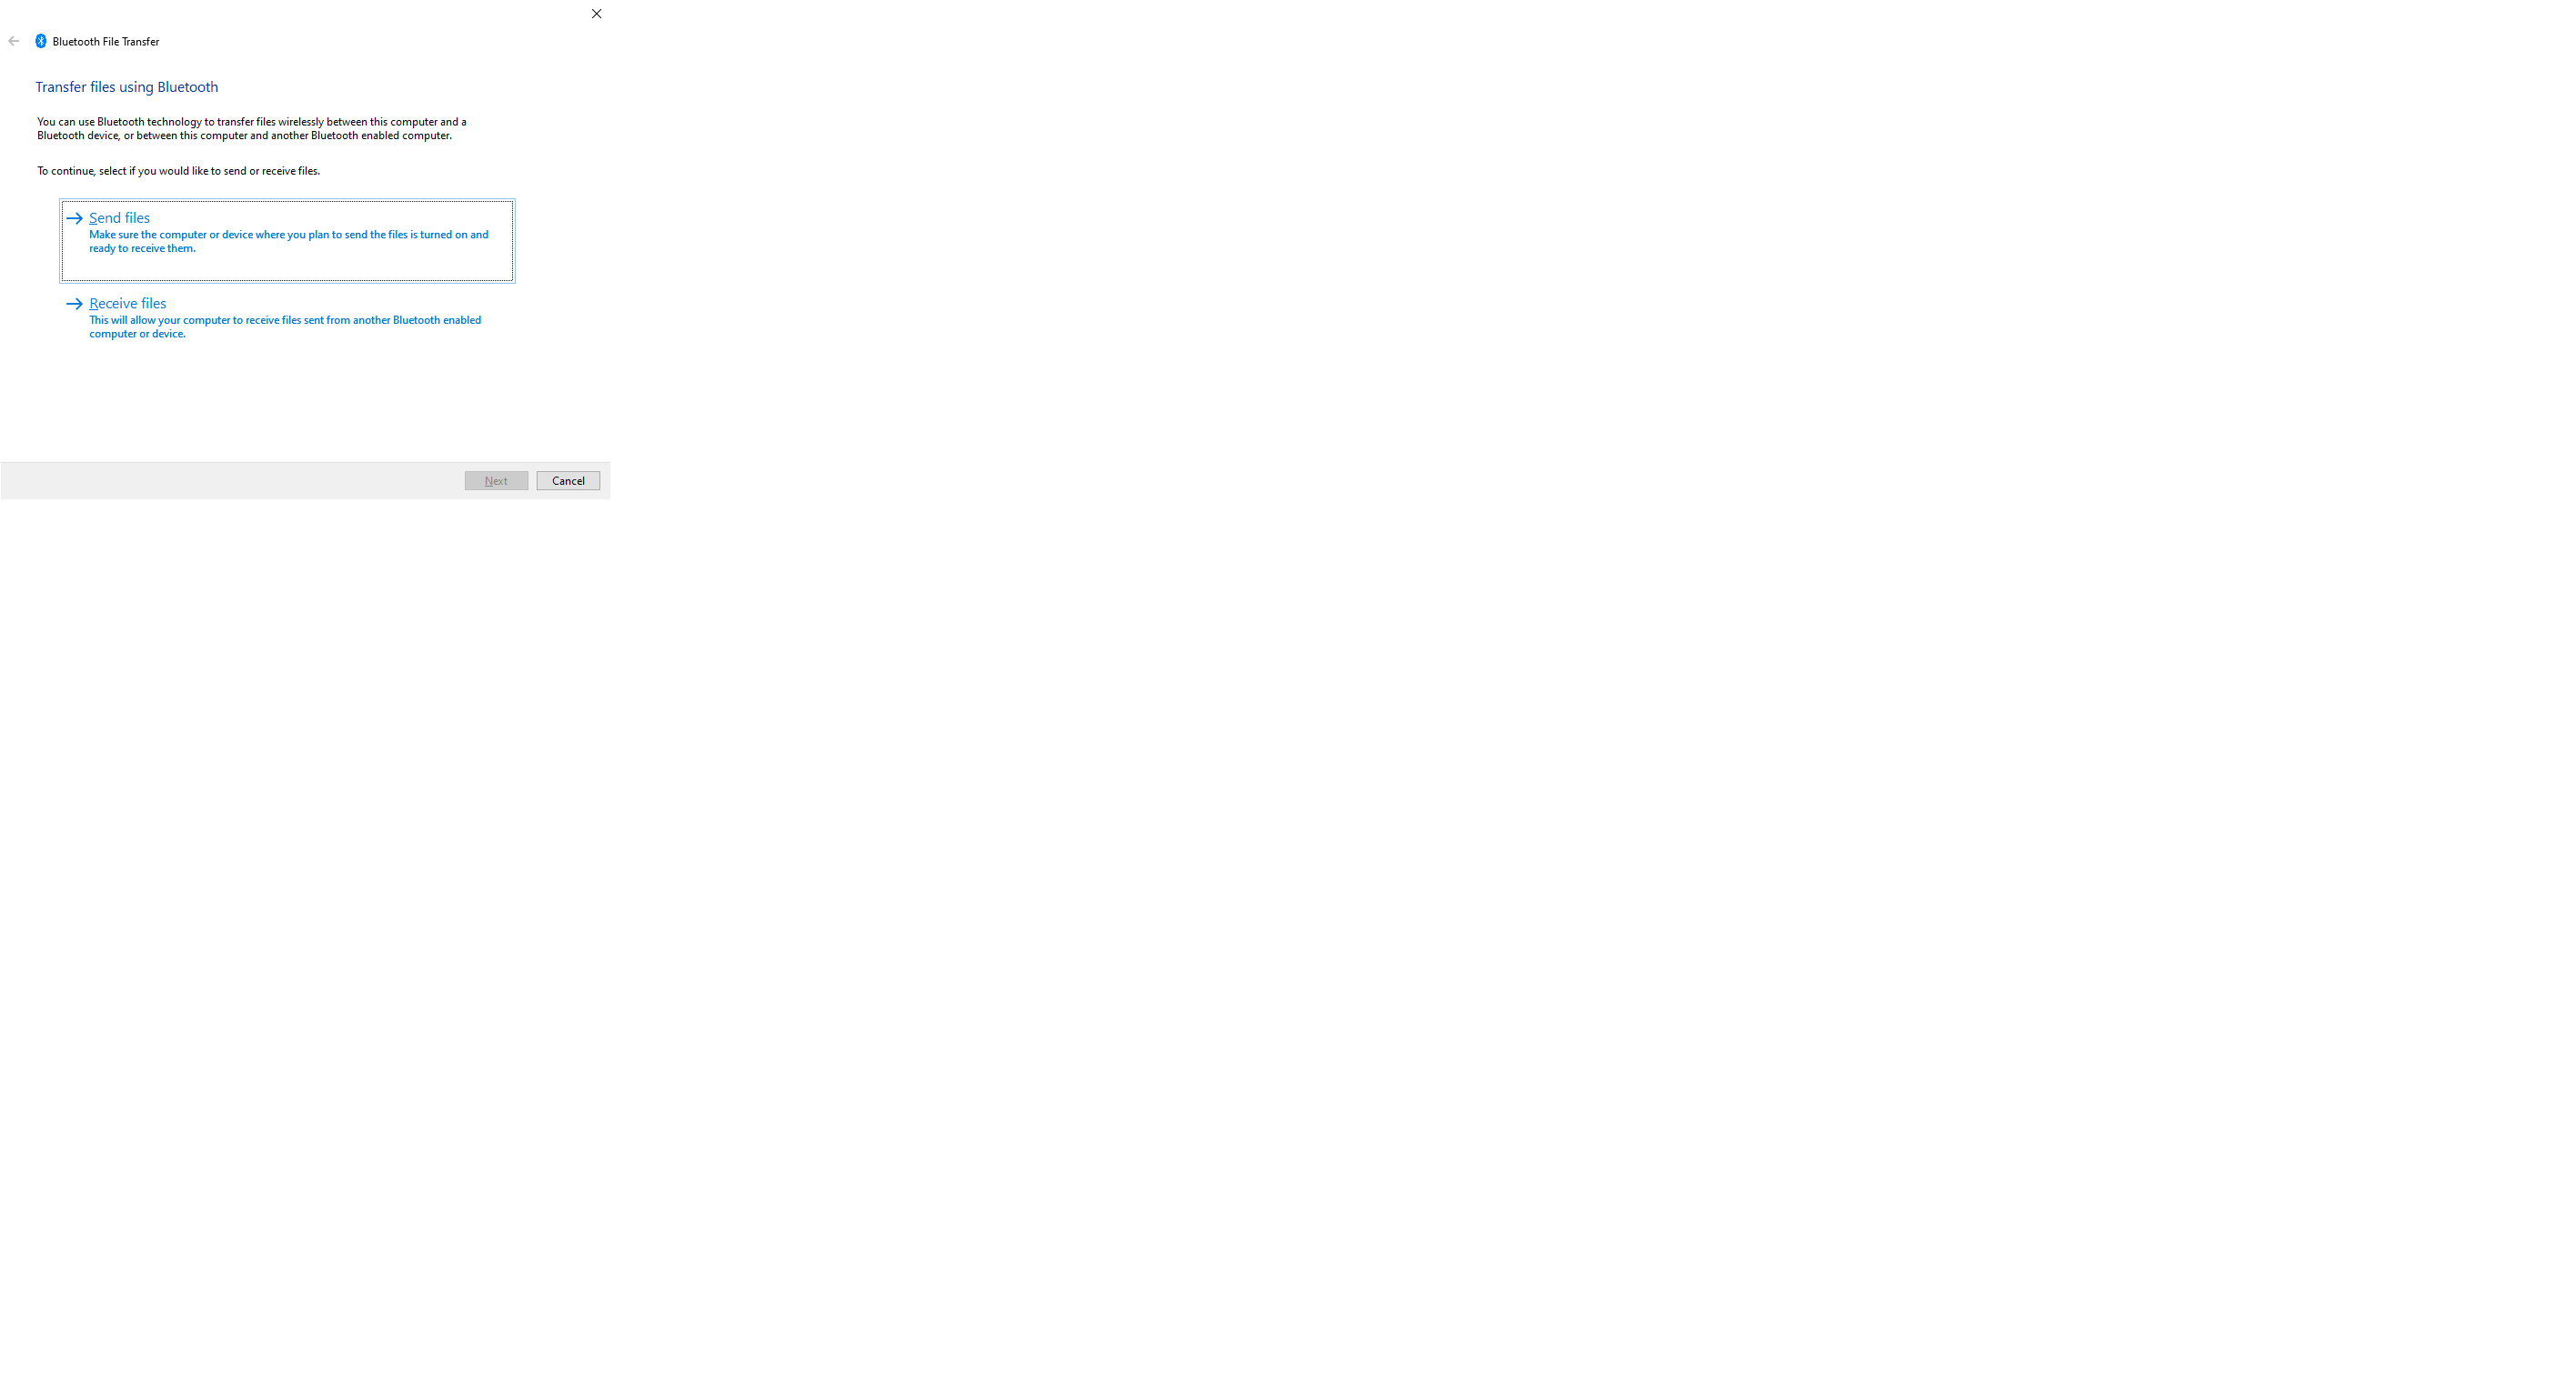 Bluetooth File Transfer
Transfer files using Bluetooth
You can use Bluetooth technology to transfer files wirelessly between this computer and a
Bluetooth device, or between this computer and another Bluetooth enabled computer.
To continue, select if you would like to send or receive files.
Send files
Make sure the computer or device where you plan to send the files is turned on and
ready to receive them.
Receive files
This will allow your computer to receive files sent from another Bluetooth enabled
computer or device.
Next
Cancel